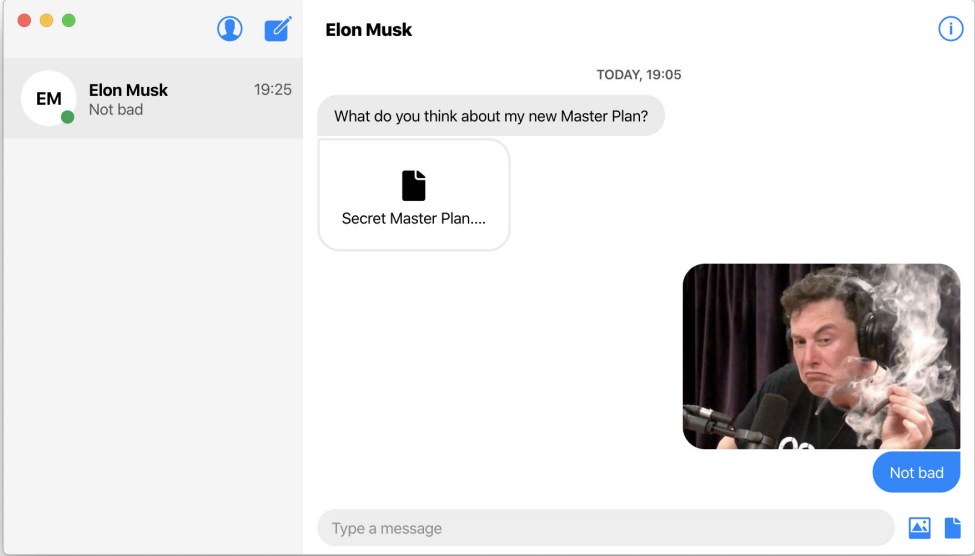 Elon Musk
EM
Elon Musk
19:25
Not bad
TODAY, 19:05
What do you think about my new Master Plan?
Secret Master Plan....
Not bad
Type a message